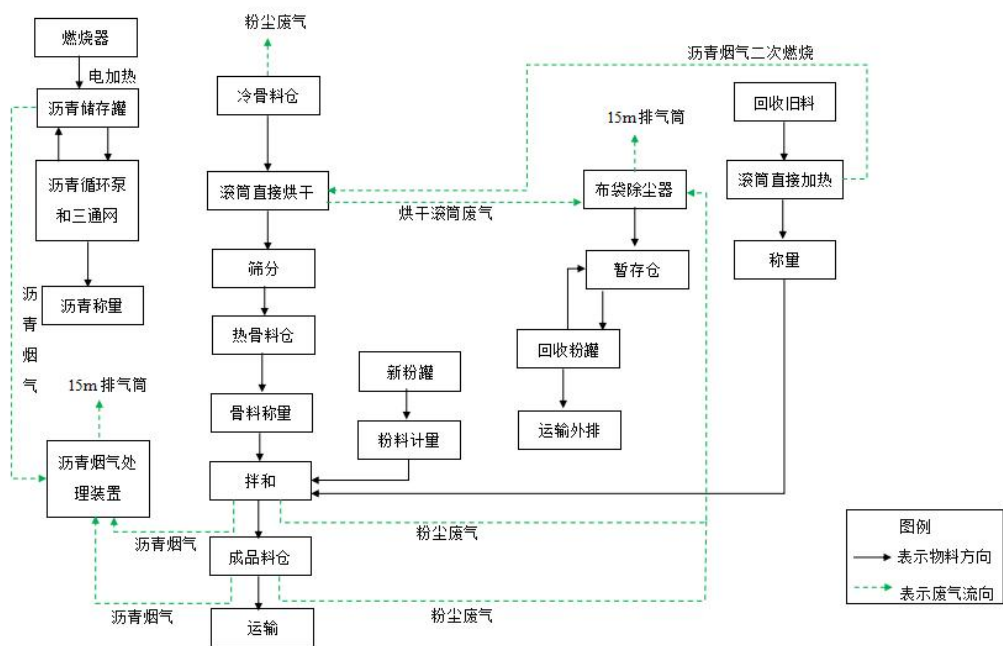 粉尘废气
燃烧器
沥青烟气二次燃烧
电加热
沥青储存罐
冷骨料仓
回收旧料
15m 排气筒
沥青循环泵
和三通网
滚筒直接烘干
布袋除尘器
滚筒直接加热
烘干滚筒废气
筛分
暂存仓
称量
沥青称量
沥青烟气
热骨料仓
回收粉罐
新粉罐
15m 排气筒
骨料称量
粉料计量
运输外排
沥青烟气处
理装置
拌和
粉尘废气
沥青烟气
成品料仓
沥青烟气
粉尘废气
运输
图例
表示物料方向
表示废气流向